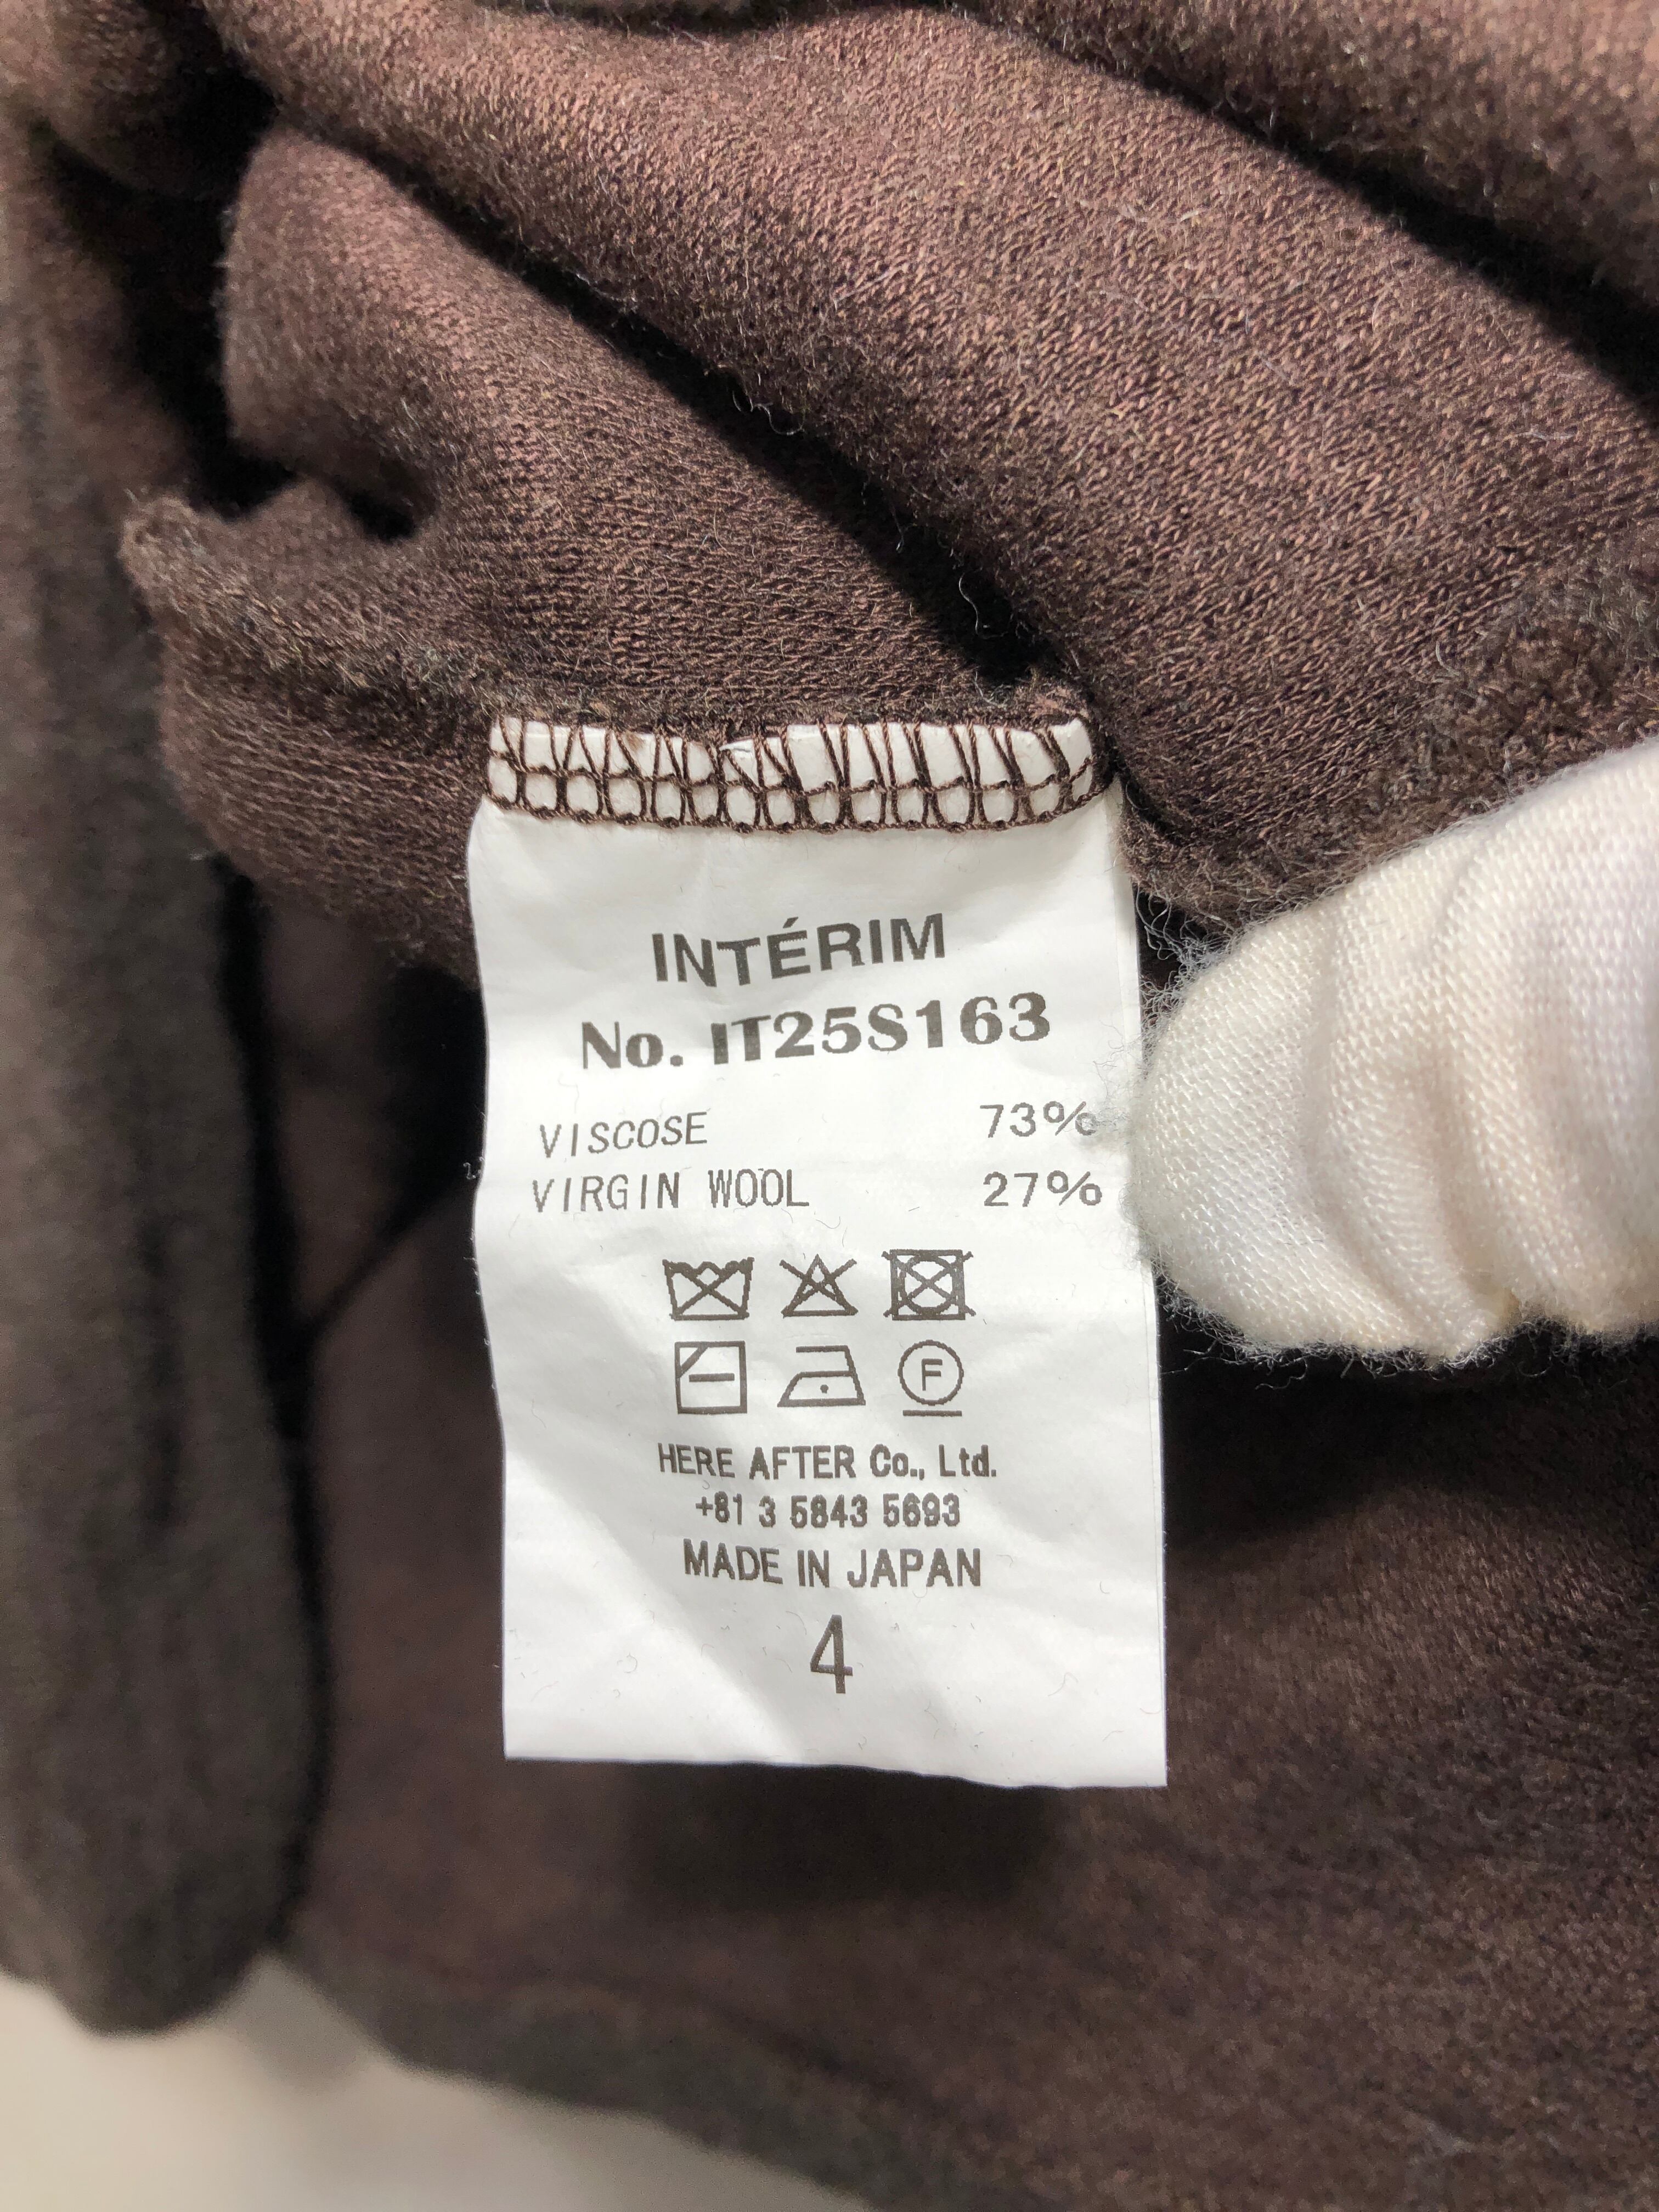 INTÉRIM
No. IT25S163
VISCOSE 73%
VIRGIN WOOL 27%
F
HERE AFTER Co., Ltd.
+81 3 5843 5693
MADE IN JAPAN
4